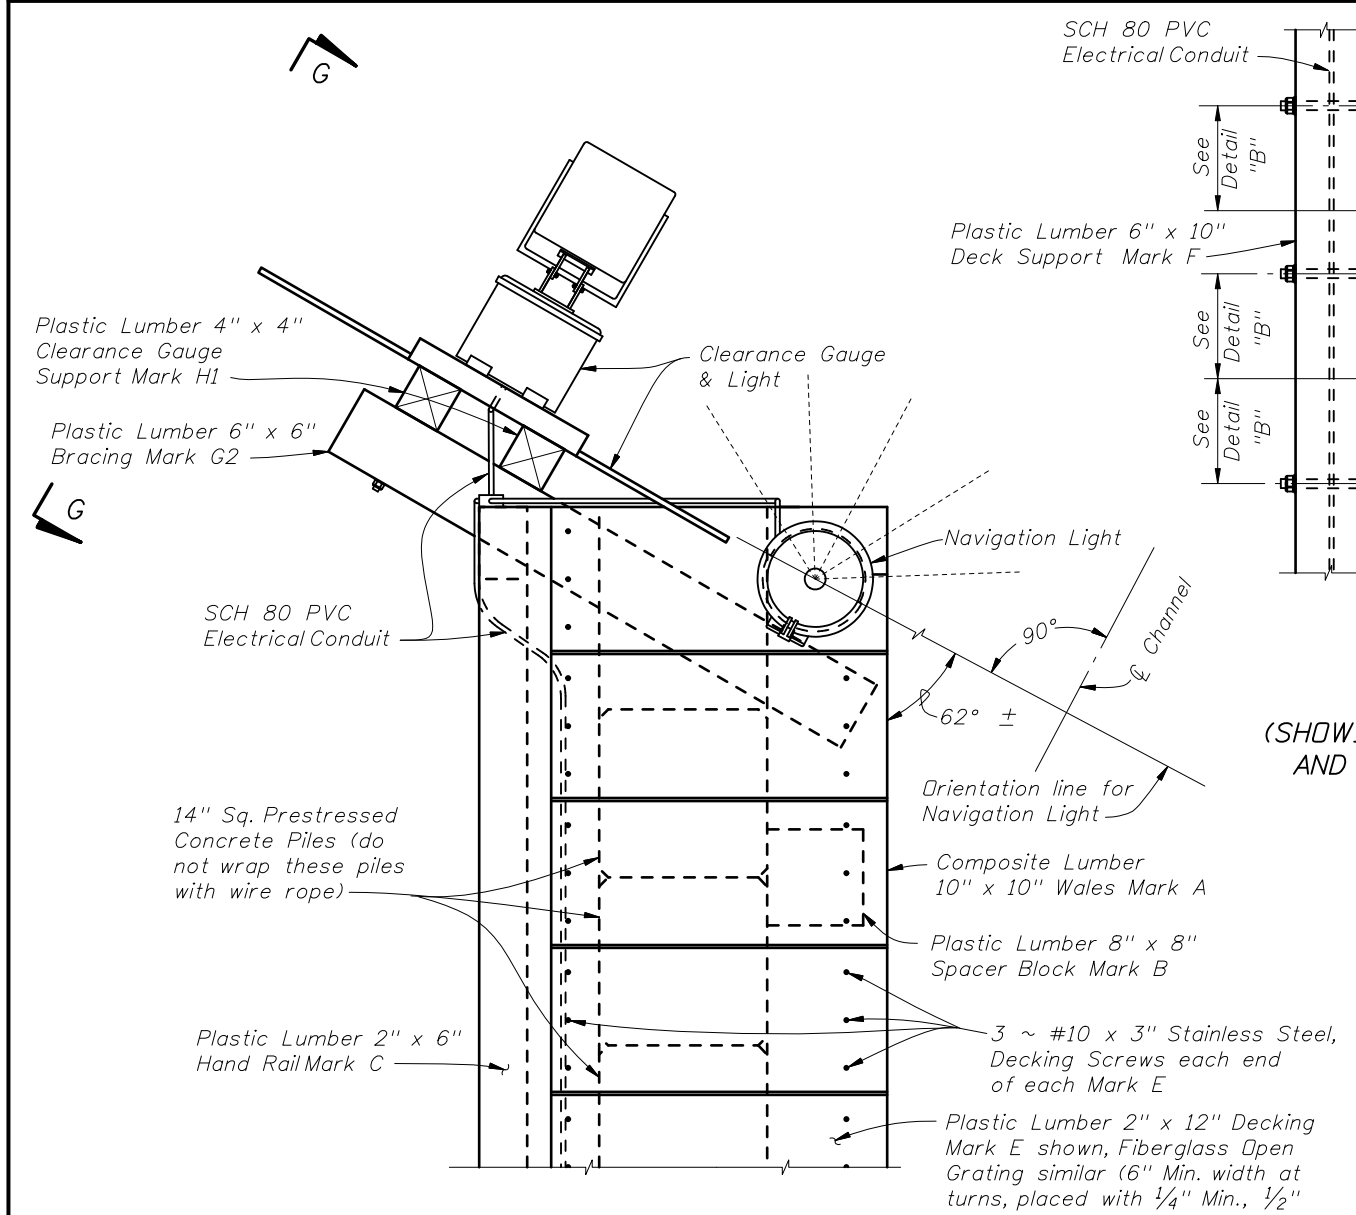 G
SCH 80 PVC
Electrical Conduit
See
Detail
"B"
Plastic Lumber 6" x 10"
Deck Support Mark F
See
Detail
"B"
See
Detail
"B"
Plastic Lumber 4" x 4"
Clearance Gauge
Support Mark H1
Clearance Gauge
& Light
Plastic Lumber 6" x 6"
Bracing Mark G2
G
Navigation Light
SCH 80 PVC
Electrical Conduit
90°
℄ Channel
62° ±
(SHOW
AND
Orientation line for
Navigation Light
14" Sq. Prestressed
Concrete Piles (do
not wrap these piles
with wire rope)
Composite Lumber
10" x 10" Wales Mark A
Plastic Lumber 8" x 8"
Spacer Block Mark B
Plastic Lumber 2" x 6"
Hand Rail Mark C
3 ~ #10 x 3" Stainless Steel,
Decking Screws each end
of each Mark E
Plastic Lumber 2" x 12" Decking
Mark E shown, Fiberglass Open
Grating similar (6" Min. width at
turns, placed with 1/4" Min., 1/2"